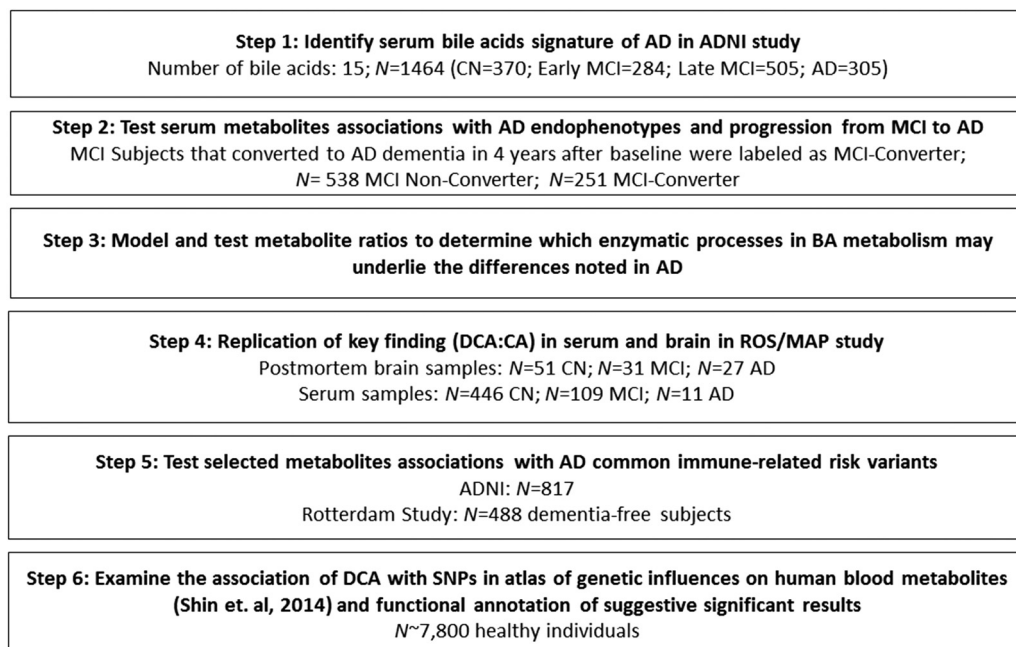 Step 1: Identify serum bile acids signature of AD in ADNI study
Number of bile acids: 15; N=1464 (CN=370; Early MCI=284; Late MCI=505; AD=305)
Step 2: Test serum metabolites associations with AD endophenotypes and progression from MCI to AD
MCI Subjects that converted to AD dementia in 4 years after baseline were labeled as MCI-Converter;
N= 538 MCI Non-Converter; N=251 MCI-Converter
Step 3: Model and test metabolite ratios to determine which enzymatic processes in BA metabolism may
underlie the differences noted in AD
Step 4: Replication of key finding (DCA:CA) in serum and brain in ROS/MAP study
Postmortem brain samples: N=51 CN; N=31 MCI; N=27 AD
Serum samples: N=446 CN; N=109 MCI; N=11 AD
Step 5: Test selected metabolites associations with AD common immune-related risk variants
ADNI: N=817
Rotterdam Study: N=488 dementia-free subjects
Step 6: Examine the association of DCA with SNPs in atlas of genetic influences on human blood metabolites
(Shin et. al, 2014) and functional annotation of suggestive significant results
N~7,800 healthy individuals